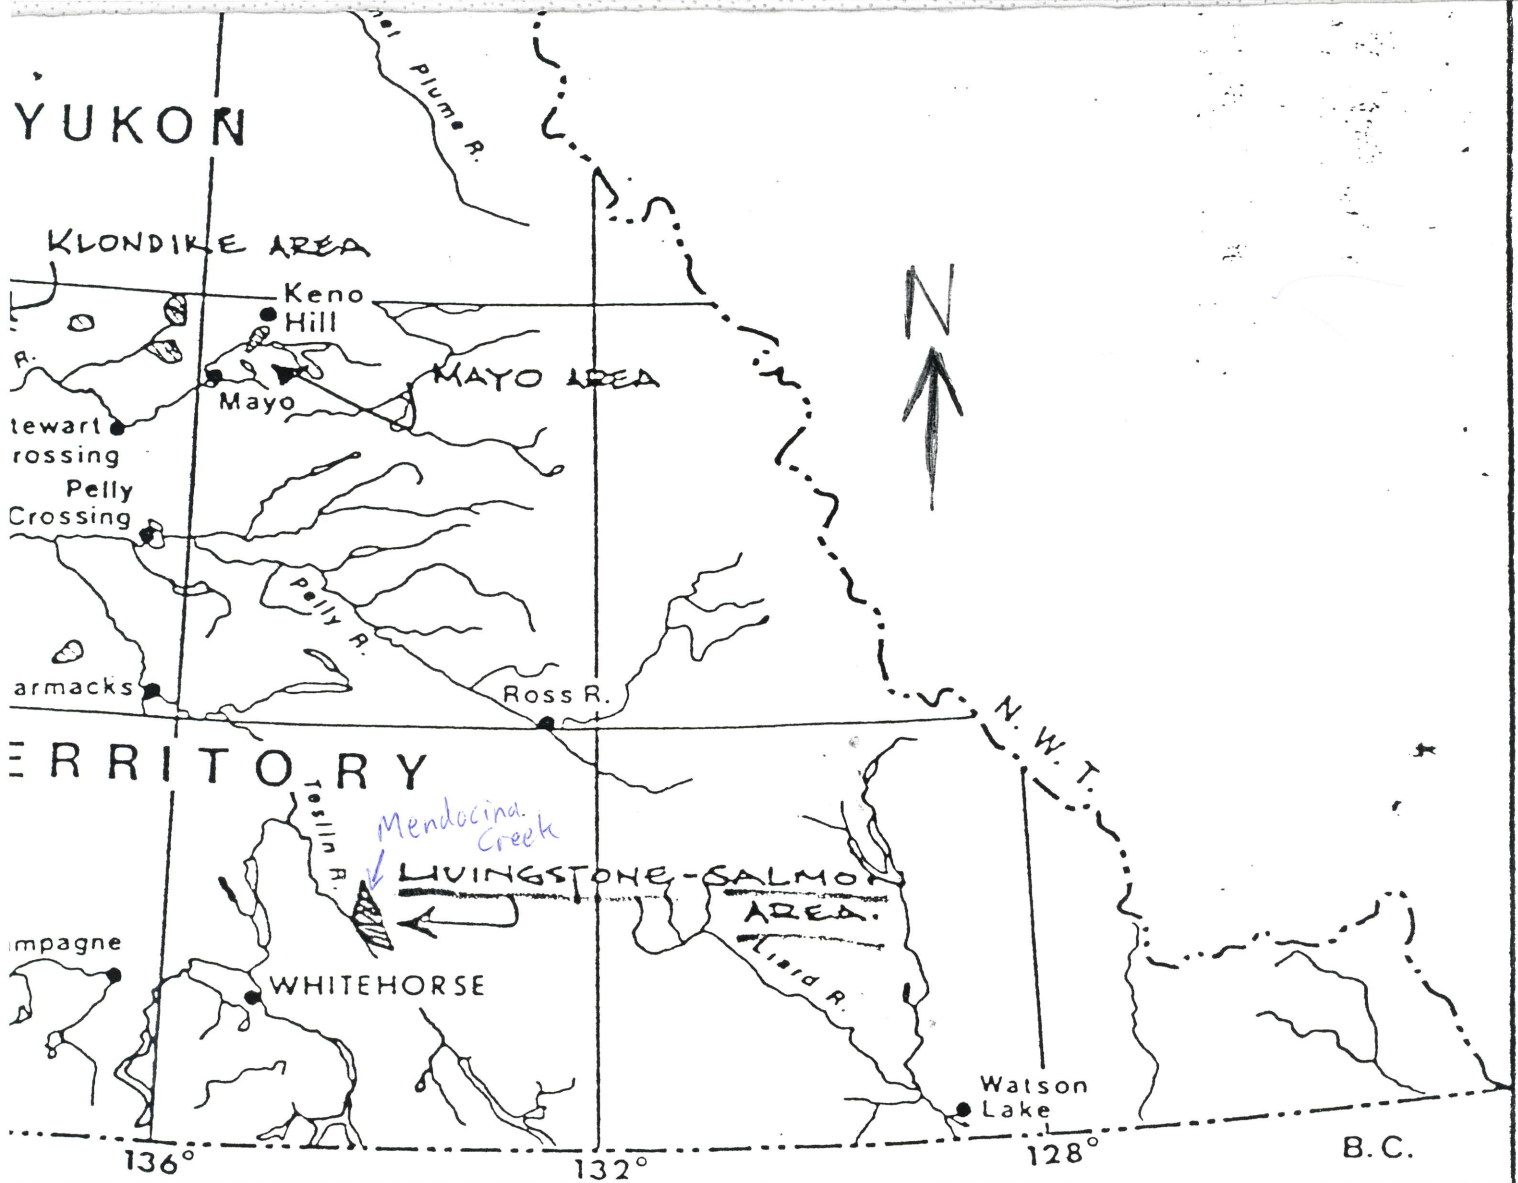 net Plume R.
YUKON
KLONDIKE AREA
Keno
Hill
N
R.
MAYO AREA
Mayo
tewart
rossing
Pelly
Crossing
Pelly R.
armacks
Ross R.
N.W.T.
ERRITORY
Teslin R.
Mendocina
Creek
LIVINGSTONE-SALMON
AREA.
Liard R.
mpagne
WHITEHORSE
Watson
Lake
136°
132°
128°
B.C.